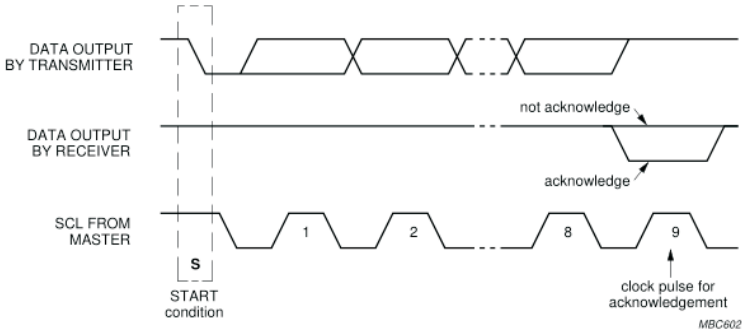 DATA OUTPUT
BY TRANSMITTER
not acknowledge
DATA OUTPUT
BY RECEIVER
acknowledge
SCL FROM
MASTER
1
2
8
9
S
START
condition
clock pulse for
acknowledgement
MBC602